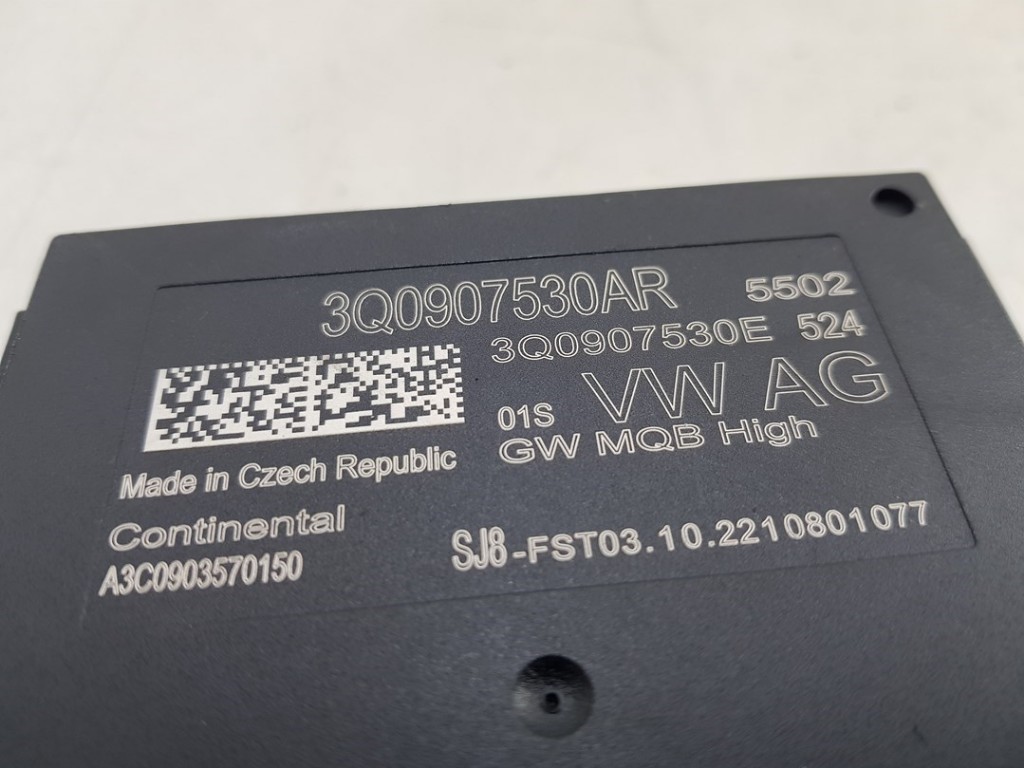 3Q0907530AR 5502
3Q0907530E 524
01S VW AG
GW MQB High
Made in Czech Republic
Continental
A3C0903570150
SJ8-FST03.10.2210801077